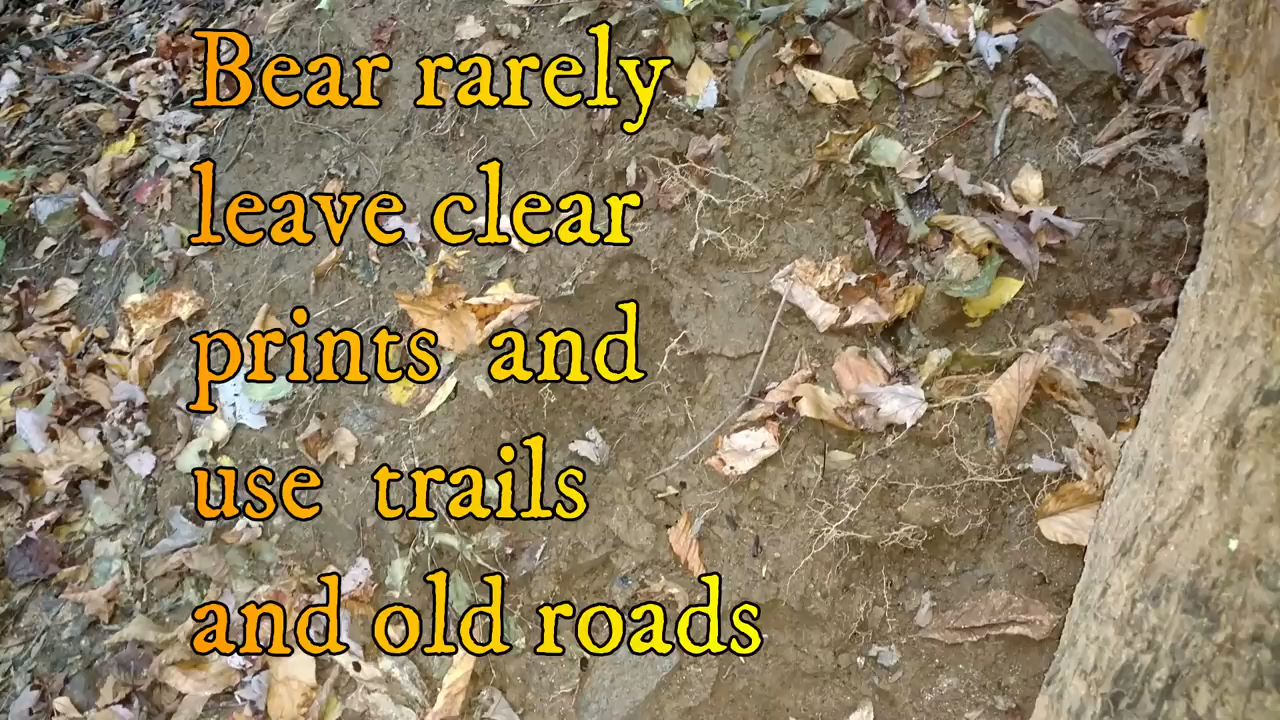 Bear rarely
leave clear
prints and
use trails
and old roads